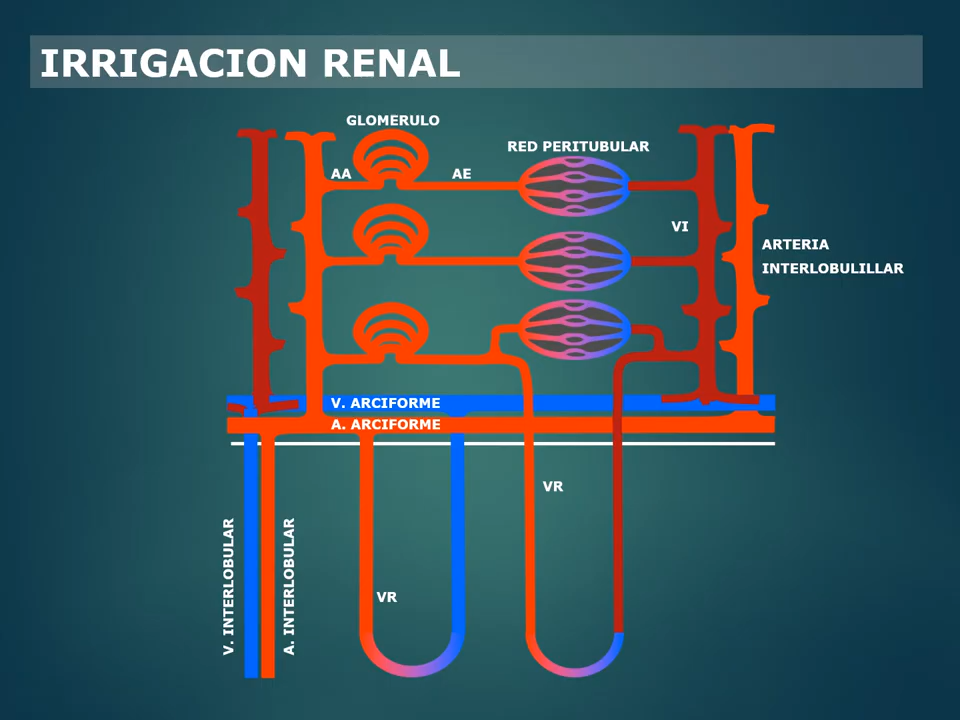 IRRIGACION RENAL
GLOMERULO
RED PERITUBULAR
AA
AE
VI
ARTERIA
INTERLOBULILLAR
V. ARCIFORME
A. ARCIFORME
VR
VR
V. INTERLOBULAR
A. INTERLOBULAR